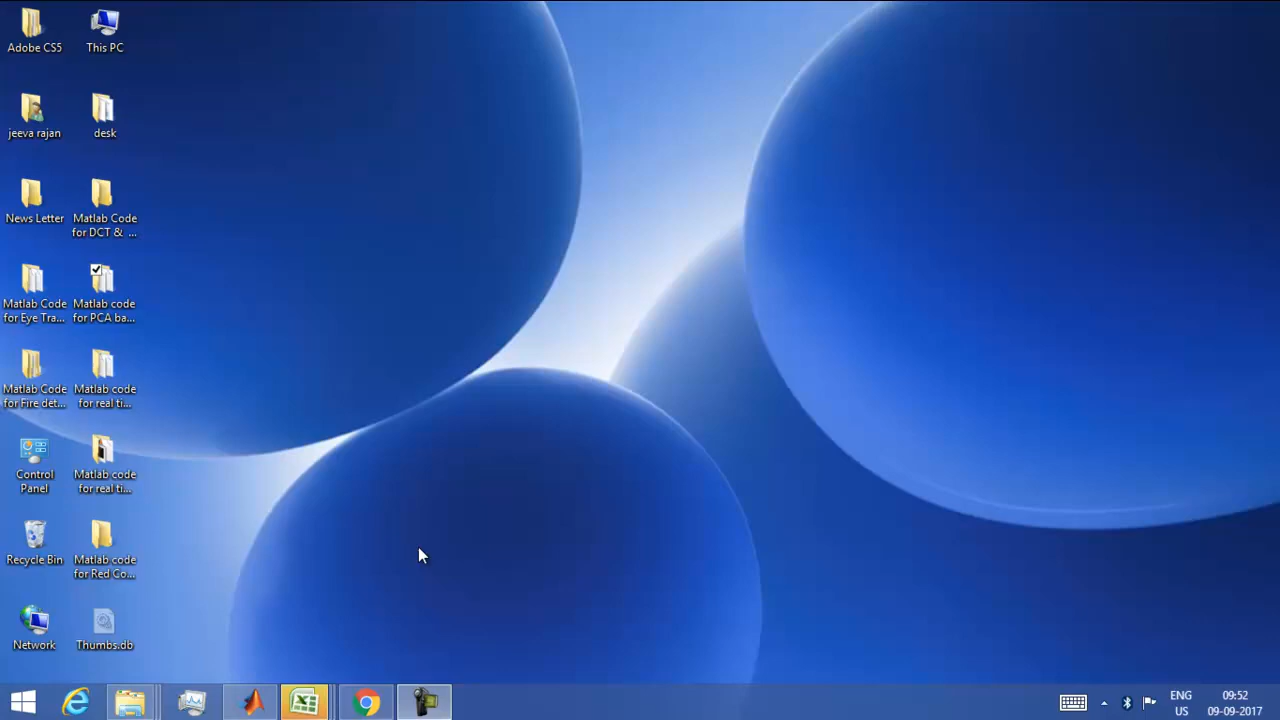 Adobe CS5
This PC
jeeva rajan
desk
News Letter
Matlab Code
for DCT & ...
Matlab Code
for Eye Tra...
Matlab code
for PCA ba...
Matlab Code
for Fire det...
Matlab code
for real ti...
Control
Panel
Matlab code
for real ti...
Recycle Bin
Matlab code
for Red Co...
Network
Thumbs.db
ENG
US
09:52
09-09-2017